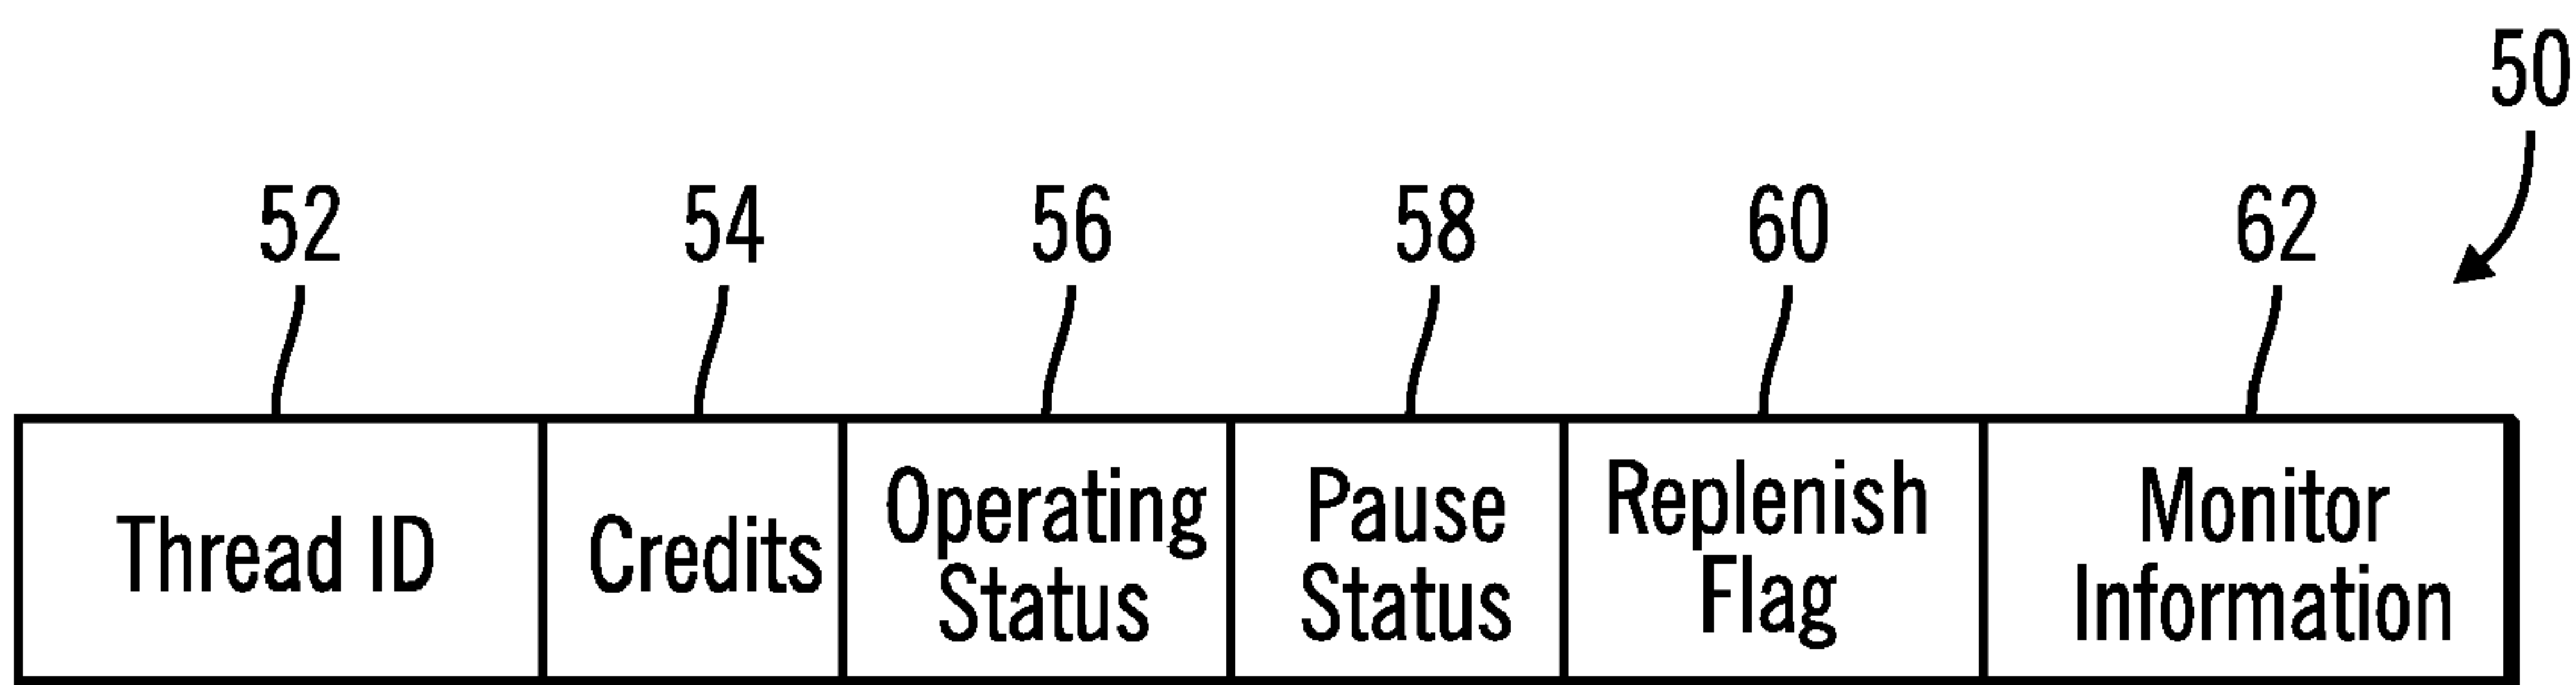 50
52
54
56
58
60
62
Thread ID
Credits
Operating
Status
Pause
Status
Replenish
Flag
Monitor
Information